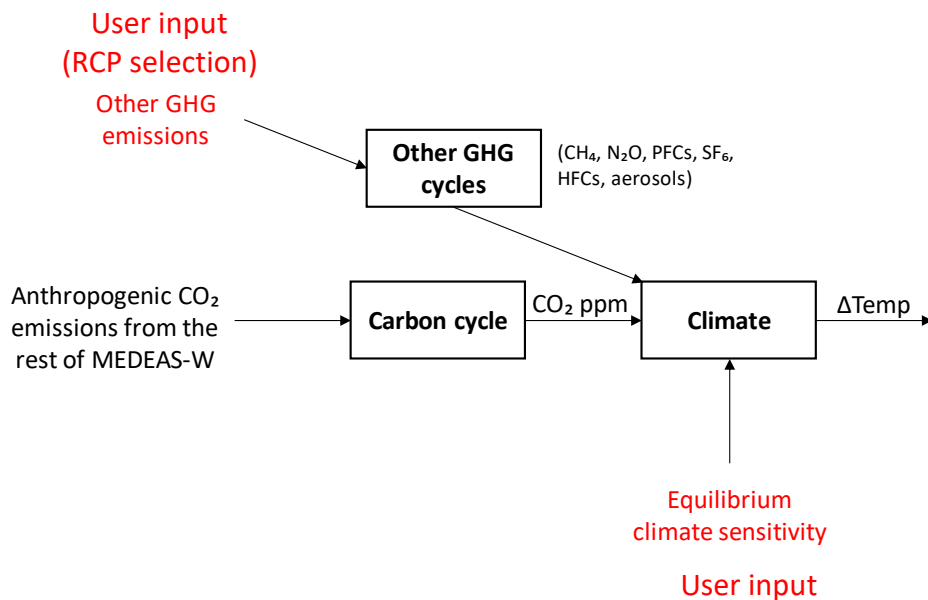 User input
(RCP selection)
Other GHG
emissions
Other GHG
cycles
(CH₄, N₂O, PFCs, SF₆,
HFCs, aerosols)
Anthropogenic CO₂
emissions from the
rest of MEDEAS-W
Carbon cycle
CO₂ ppm
Climate
ΔTemp
Equilibrium
climate sensitivity
User input